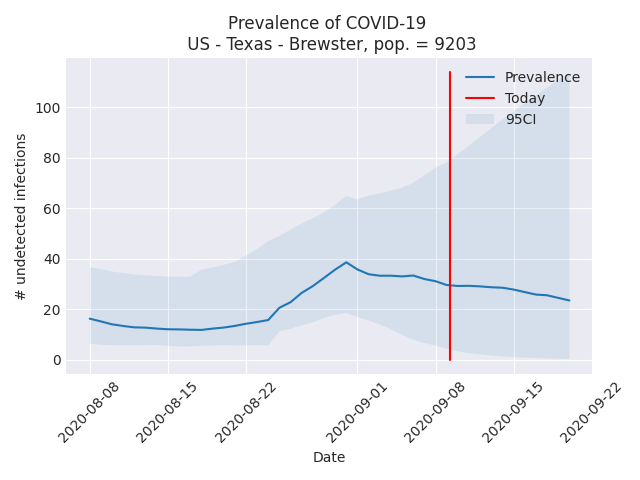 Prevalence of COVID-19
US - Texas - Brewster, pop. = 9203
Prevalence
Today
95CI
# undetected infections
100
80
60
40
20
0
2020-08-08
2020-08-15
2020-08-22
2020-09-01
2020-09-08
2020-09-15
2020-09-22
Date